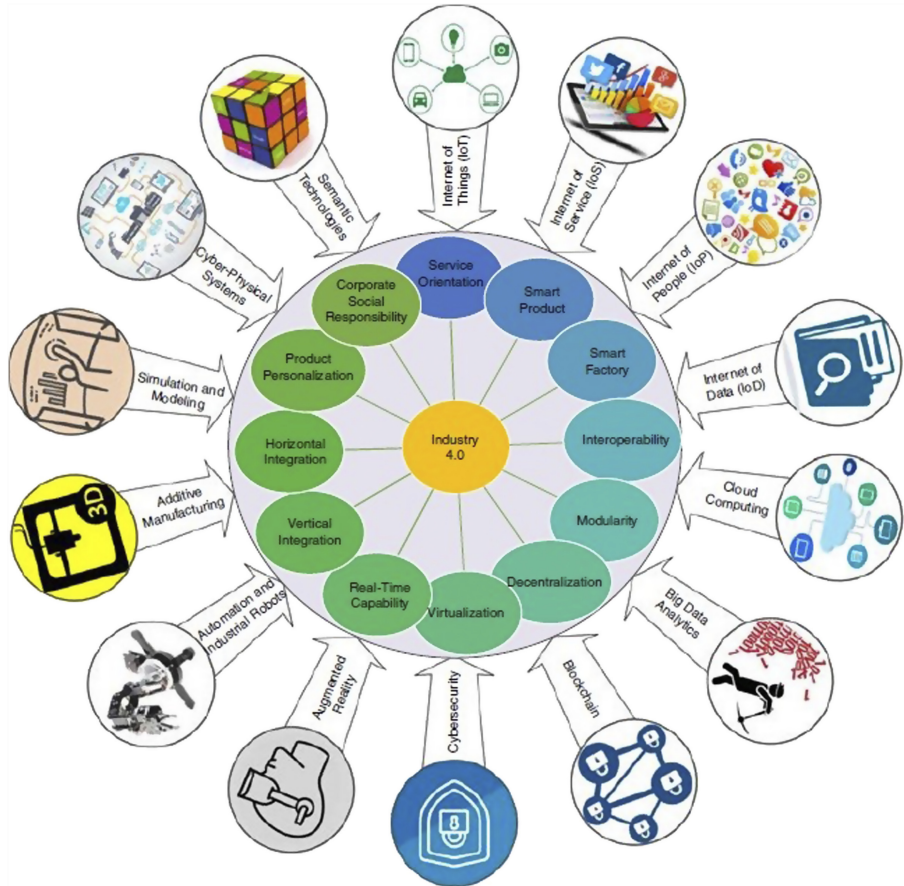 Internet of
Things (IoT)
Internet of
Service (IoS)
Internet of
People (IoP)
Internet of
Data (IoD)
Cloud
Computing
Big Data
Analytics
Blockchain
Cybersecurity
Augmented
Reality
Automation and
Industrial Robots
Additive
Manufacturing
3D
Simulation and
Modeling
Cyber-Physical
Systems
Semantic
Technologies
Service
Orientation
Smart
Product
Smart
Factory
Interoperability
Modularity
Decentralization
Virtualization
Real-Time
Capability
Vertical
Integration
Horizontal
Integration
Product
Personalization
Corporate
Social
Responsibility
Industry
4.0